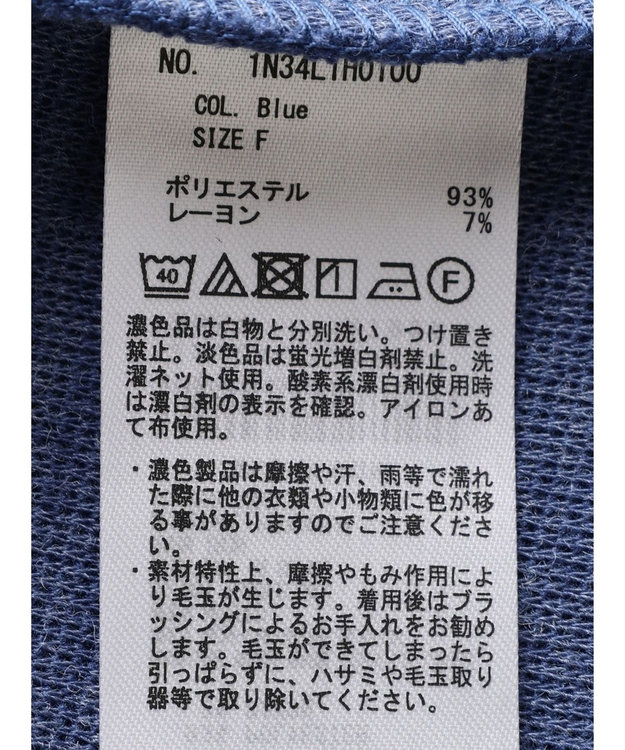 NO. 1N34L1H0100
COL. Blue
SIZE F
ポリエステル 93%
レーヨン 7%
40 F
濃色品は白物と分別洗い。つけ置き
禁止。淡色品は蛍光増白剤禁止。洗
濯ネット使用。酸素系漂白剤使用時
は漂白剤の表示を確認。アイロンあ
て布使用。
・濃色製品は摩擦や汗、雨等で濡れ
た際に他の衣類や小物類に色が移
る事がありますのでご注意くださ
い。
・素材特性上、摩擦やもみ作用によ
り毛玉が生じます。着用後はブラ
ッシングによるお手入れをお勧め
します。毛玉ができてしまったら
引っぱらずに、ハサミや毛玉取り
器等で取り除いてください。